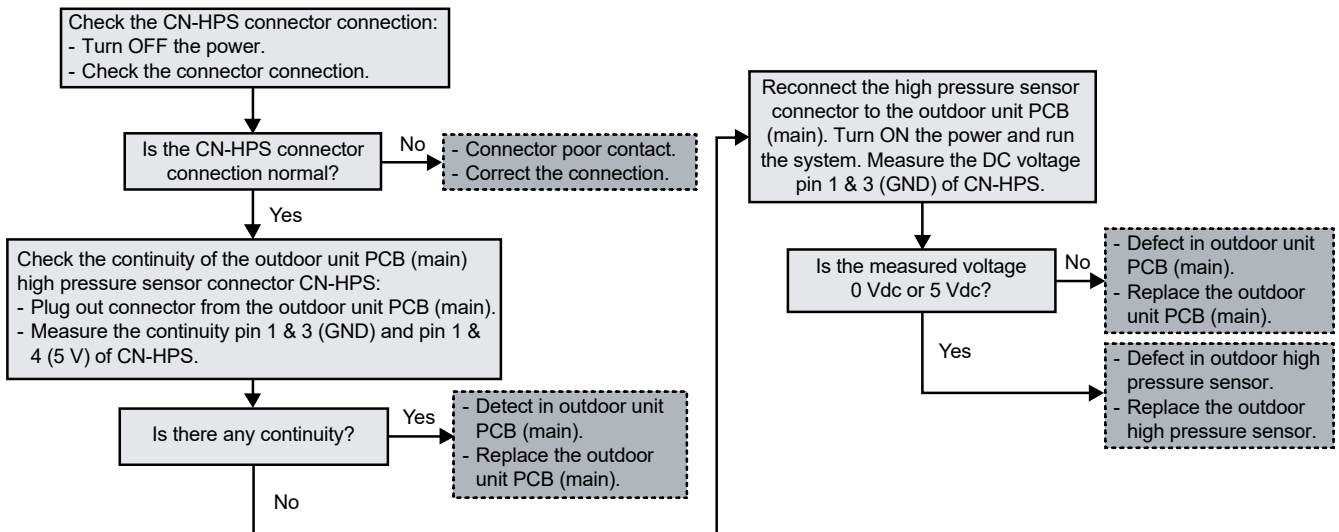 Check the CN-HPS connector connection:
- Turn OFF the power.
- Check the connector connection.
Is the CN-HPS connector
connection normal?
No
- Connector poor contact.
- Correct the connection.
Yes
Check the continuity of the outdoor unit PCB (main)
high pressure sensor connector CN-HPS:
- Plug out connector from the outdoor unit PCB (main).
- Measure the continuity pin 1 & 3 (GND) and pin 1 &
4 (5 V) of CN-HPS.
Is there any continuity?
Yes
- Detect in outdoor unit
PCB (main).
- Replace the outdoor
unit PCB (main).
No
Reconnect the high pressure sensor
connector to the outdoor unit PCB
(main). Turn ON the power and run
the system. Measure the DC voltage
pin 1 & 3 (GND) of CN-HPS.
Is the measured voltage
0 Vdc or 5 Vdc?
No
- Defect in outdoor unit
PCB (main).
- Replace the outdoor
unit PCB (main).
Yes
- Defect in outdoor high
pressure sensor.
- Replace the outdoor
high pressure sensor.